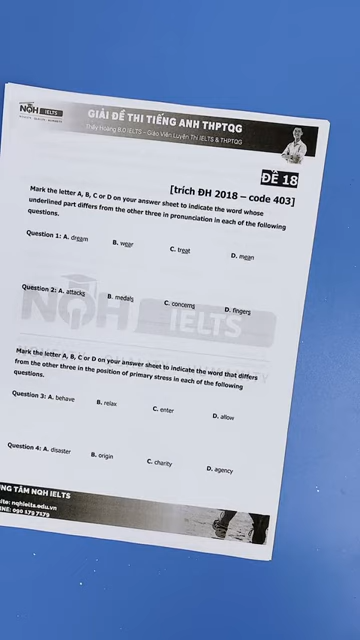 NQH IELTS
GIẢI ĐỀ THI TIẾNG ANH THPTQG
Thầy Hoàng 8.0 IELTS – Giáo Viên Luyện Thi IELTS & THPTQG
ĐỀ 18
[trích ĐH 2018 – code 403]
Mark the letter A, B, C or D on your answer sheet to indicate the word whose
underlined part differs from the other three in pronunciation in each of the following
questions.
Question 1: A. dream B. wear C. treat D. mean
Question 2: A. attacks B. medals C. concerns D. fingers
NQH IELTS
Mark the letter A, B, C or D on your answer sheet to indicate the word that differs
from the other three in the position of primary stress in each of the following
questions.
Question 3: A. behave B. relax C. enter D. allow
Question 4: A. disaster B. origin C. charity D. agency
NG TÂM NQH IELTS
ite: nqhielts.edu.vn
INE: 090 179 7179